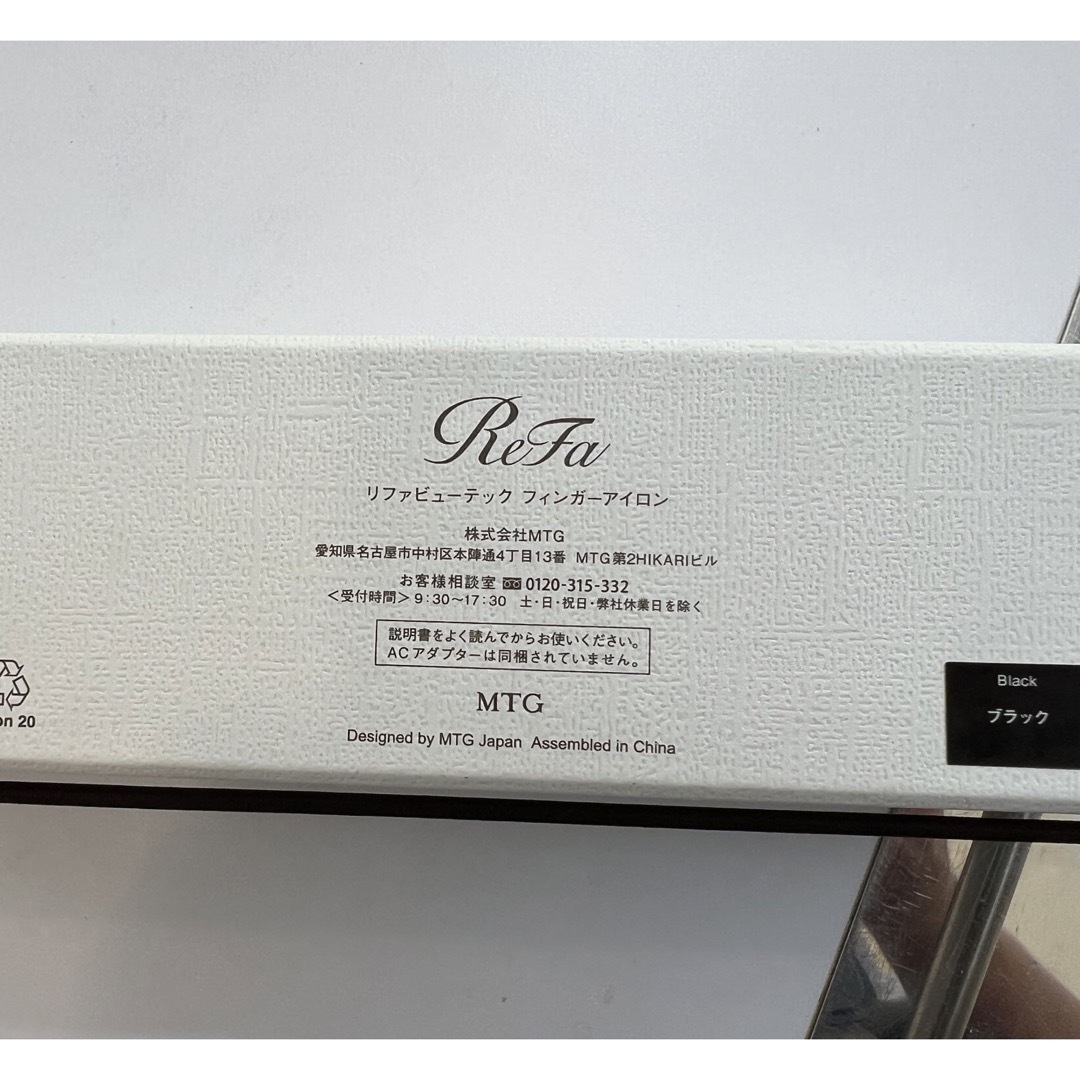 ReFa
リファビューテック フィンガーアイロン
株式会社MTG
愛知県名古屋市中村区本陣通4丁目13番 MTG第2HIKARIビル
お客様相談室 0120-315-332
<受付時間>9:30〜17:30 土・日・祝日・弊社休業日を除く
説明書をよく読んでからお使いください。
ACアダプターは同梱されていません。
MTG
Designed by MTG Japan Assembled in China
20
Black
ブラック